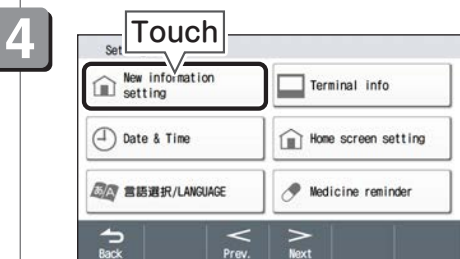 4
Touch
Set
New information
setting
Terminal info
Date & Time
Home screen setting
言語選択/LANGUAGE
Medicine reminder
Back
Prev.
Next